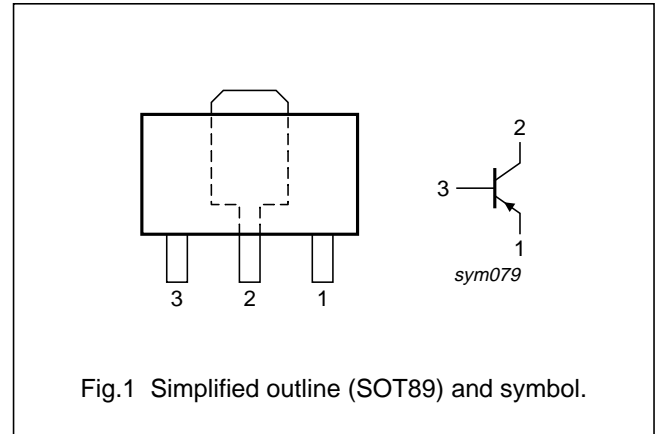 2
3
1
sym079
3 2 1
Fig.1 Simplified outline (SOT89) and symbol.